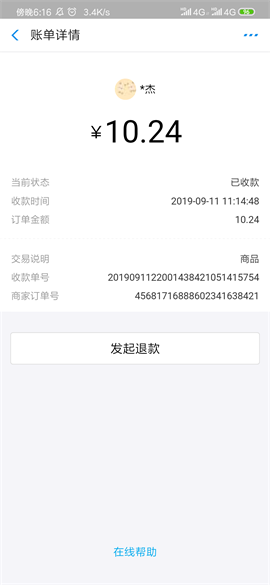 傍晚6:16 3.4K/s 4G 4G 95
账单详情
*杰
¥10.24
当前状态 已收款
收款时间 2019-09-11 11:14:48
订单金额 10.24
交易说明 商品
收款单号 20190911220014384210514157​54
商家订单号 45681716888602341638421
发起退款
在线帮助